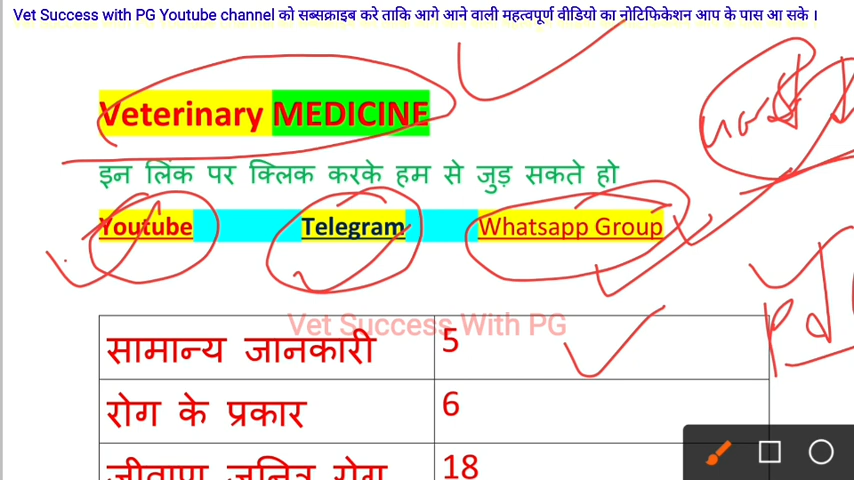 Vet Success with PG Youtube channel को सब्सक्राइब करे ताकि आगे आने वाली महत्वपूर्ण वीडियो का नोटिफिकेशन आप के पास आ सके ।
Veterinary MEDICINE
इन लिंक पर क्लिक करके हम से जुड़ सकते हो
Youtube Telegram Whatsapp Group
Vet Success With PG
सामान्य जानकारी 5
रोग के प्रकार 6
जीवाणु जनित रोग 18